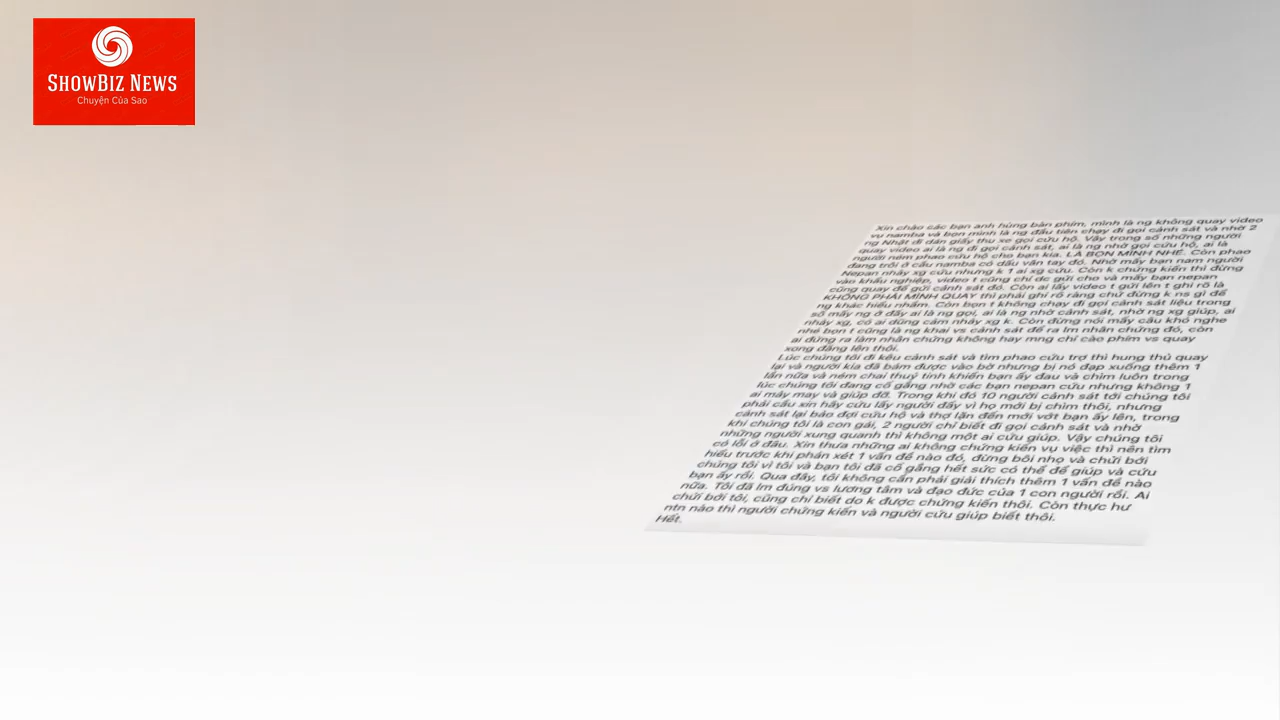 SHOWBIZ NEWS
Chuyện Của Sao
Xin chào các bạn anh hùng bàn phím, mình là ng không quay video
vụ namba và bọn mình là ng đầu tiên chạy đi gọi cảnh sát và nhờ 2
ng Nhật đi dán giấy thu xe gọi cứu hộ. Vậy trong số những người
quay video ai là ng đi gọi cảnh sát, ai là ng nhờ gọi cứu hộ, ai là
người ném phao cứu hộ cho bạn kia. LÀ BỌN MÌNH NHÉ. Còn phao
đang trôi ở cầu namba có dấu vân tay đó. Nhờ mấy bạn nam người
Nepan nhảy xg cứu nhưng k 1 ai xg cứu. Còn k chứng kiến thì đừng
vàn khẩu nghiệp, video t cũng chỉ dc gửi cho và mấy bạn nepan
cũng quay để gửi cảnh sát đó. Còn ai lấy video t gửi lên t ghi rõ là
KHÔNG PHẢI MÌNH QUAY thì phải ghi rõ ràng chứ đừng k ns gì để
ng khác hiểu nhầm. Còn bọn t không chạy đi gọi cảnh sát liệu trong
số mấy ng ở đấy ai là ng gọi, ai là ng nhờ cảnh sát, nhờ ng xg giúp, ai
nhảy xg, có ai dũng cảm nhảy xg k. Còn đừng nói mấy câu khó nghe
nhé bọn t cũng là ng khai vs cảnh sát để ra lm nhân chứng đó, còn
ai đứng ra làm nhân chứng không hay mng chỉ cào phím vs quay
xong đăng lên thôi.
Lúc chúng tôi đi kêu cảnh sát và tìm phao cứu trợ thì hung thủ quay
lại và người kia đã bám được vào bờ nhưng bị nó đạp xuống thêm 1
lần nữa và ném chai thuỷ tinh khiến bạn ấy đau và chìm luôn trong
lúc chúng tôi đang cố gắng nhờ các bạn nepan cứu nhưng không 1
ai mảy may và giúp đỡ. Trong khi đó 10 người cảnh sát tới chúng tôi
phải cầu xin hãy cứu lấy người đấy vì họ mới bị chìm thôi, nhưng
cảnh sát lại bảo đợi cứu hộ và thợ lặn đến mới vớt bạn ấy lên, trong
khi chúng tôi là con gái, 2 người chỉ biết đi gọi cảnh sát và nhờ
những người xung quanh thì không một ai cứu giúp. Vậy chúng tôi
có lỗi ở đâu. Xin thưa những ai không chứng kiến vụ việc thì nên tìm
hiểu trước khi phán xét 1 vấn đề nào đó, đừng bôi nhọ và chửi bới
chúng tôi vì tôi và bạn tôi đã cố gắng hết sức có thể để giúp và cứu
bạn ấy rồi. Qua đây, tôi không cần phải giải thích thêm 1 vấn đề nào
nữa. Tôi đã lm đúng vs lương tâm và đạo đức của 1 con người rồi. Ai
chửi bới tôi, cũng chỉ biết do k được chứng kiến thôi. Còn thực hư
ntn nào thì người chứng kiến và người cứu giúp biết thôi.
Hết.